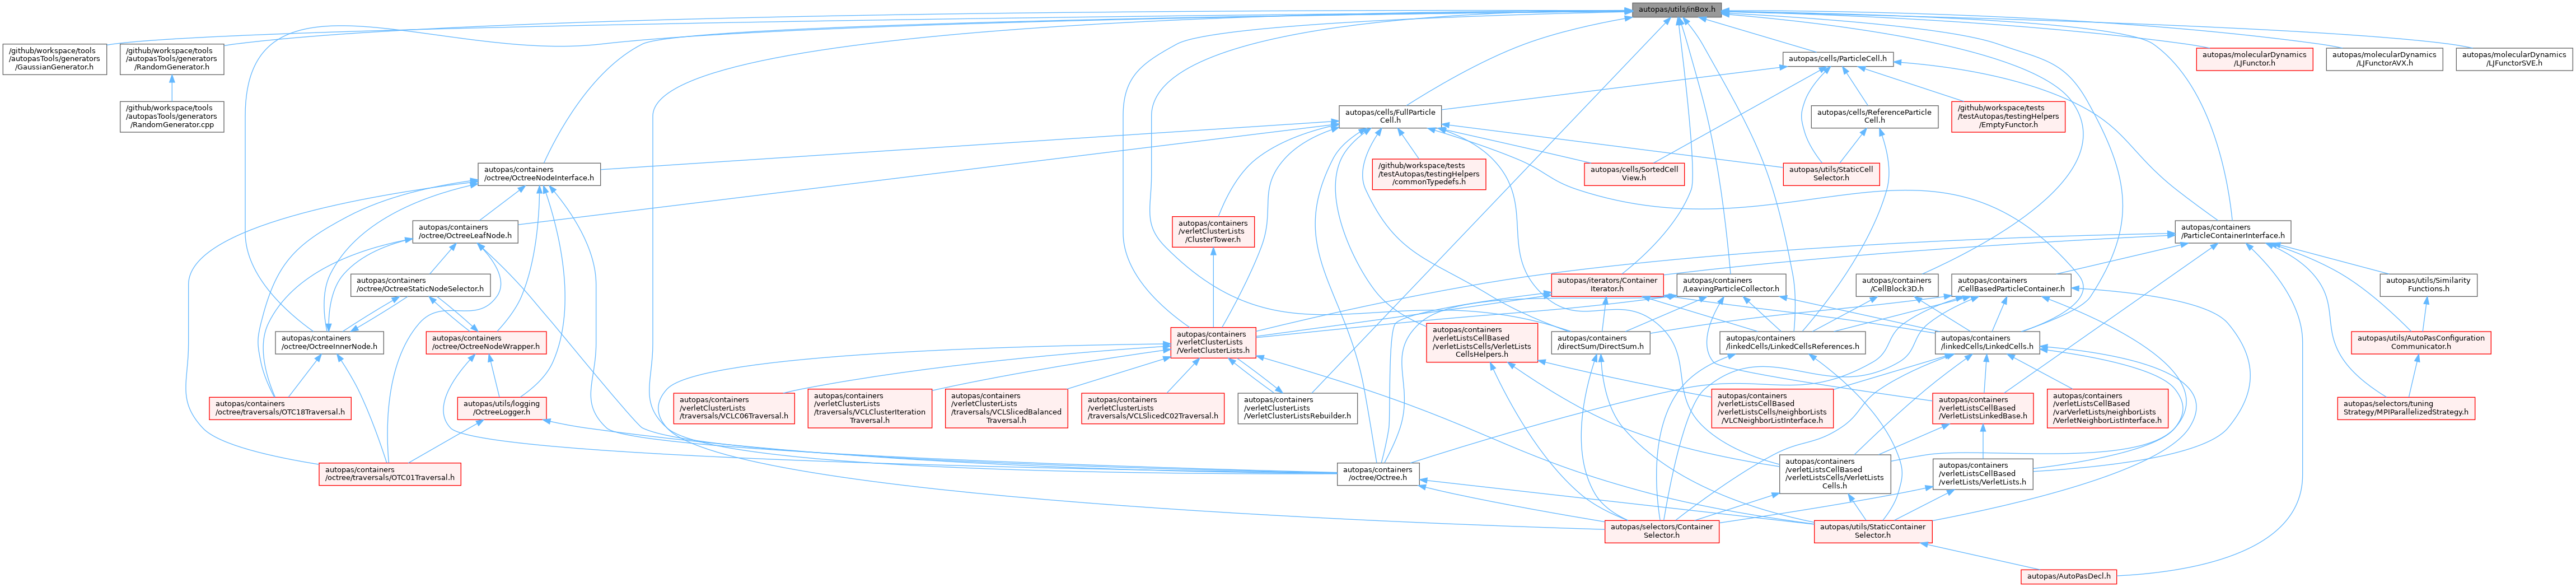 autopas/utils/inBox.h
/github/workspace/tools
/autopasTools/generators
/GaussianGenerator.h
/github/workspace/tools
/autopasTools/generators
/RandomGenerator.h
autopas/cells/ParticleCell.h
autopas/molecularDynamics
/LJFunctor.h
autopas/molecularDynamics
/LJFunctorAVX.h
autopas/molecularDynamics
/LJFunctorSVE.h
/github/workspace/tools
/autopasTools/generators
/RandomGenerator.cpp
autopas/cells/FullParticle
Cell.h
autopas/cells/ReferenceParticle
Cell.h
/github/workspace/tests
/testAutopas/testingHelpers
/EmptyFunctor.h
autopas/containers
/octree/OctreeNodeInterface.h
/github/workspace/tests
/testAutopas/testingHelpers
/commonTypedefs.h
autopas/cells/SortedCell
View.h
autopas/utils/StaticCell
Selector.h
autopas/containers
/octree/OctreeLeafNode.h
autopas/containers
/verletClusterLists
/ClusterTower.h
autopas/containers
/ParticleContainerInterface.h
autopas/containers
/octree/OctreeStaticNodeSelector.h
autopas/iterators/Container
Iterator.h
autopas/containers
/LeavingParticleCollector.h
autopas/containers
/CellBlock3D.h
autopas/containers
/CellBasedParticleContainer.h
autopas/utils/Similarity
Functions.h
autopas/containers
/octree/OctreeInnerNode.h
autopas/containers
/octree/OctreeNodeWrapper.h
autopas/containers
/verletClusterLists
/VerletClusterLists.h
autopas/containers
/verletListsCellBased
/verletListsCells/VerletLists
CellsHelpers.h
autopas/containers
/directSum/DirectSum.h
autopas/containers
/linkedCells/LinkedCellsReferences.h
autopas/containers
/linkedCells/LinkedCells.h
autopas/utils/AutoPasConfiguration
Communicator.h
autopas/containers
/octree/traversals/OTC18Traversal.h
autopas/utils/logging
/OctreeLogger.h
autopas/containers
/verletClusterLists
/traversals/VCLC06Traversal.h
autopas/containers
/verletClusterLists
/traversals/VCLClusterIteration
Traversal.h
autopas/containers
/verletClusterLists
/traversals/VCLSlicedBalanced
Traversal.h
autopas/containers
/verletClusterLists
/traversals/VCLSlicedC02Traversal.h
autopas/containers
/verletClusterLists
/VerletClusterListsRebuilder.h
autopas/containers
/verletListsCellBased
/verletListsCells/neighborLists
/VLCNeighborListInterface.h
autopas/containers
/verletListsCellBased
/VerletListsLinkedBase.h
autopas/containers
/verletListsCellBased
/varVerletLists/neighborLists
/VerletNeighborListInterface.h
autopas/selectors/tuning
Strategy/MPIParallelizedStrategy.h
autopas/containers
/octree/traversals/OTC01Traversal.h
autopas/containers
/octree/Octree.h
autopas/containers
/verletListsCellBased
/verletListsCells/VerletLists
Cells.h
autopas/containers
/verletListsCellBased
/verletLists/VerletLists.h
autopas/selectors/Container
Selector.h
autopas/utils/StaticContainer
Selector.h
autopas/AutoPasDecl.h